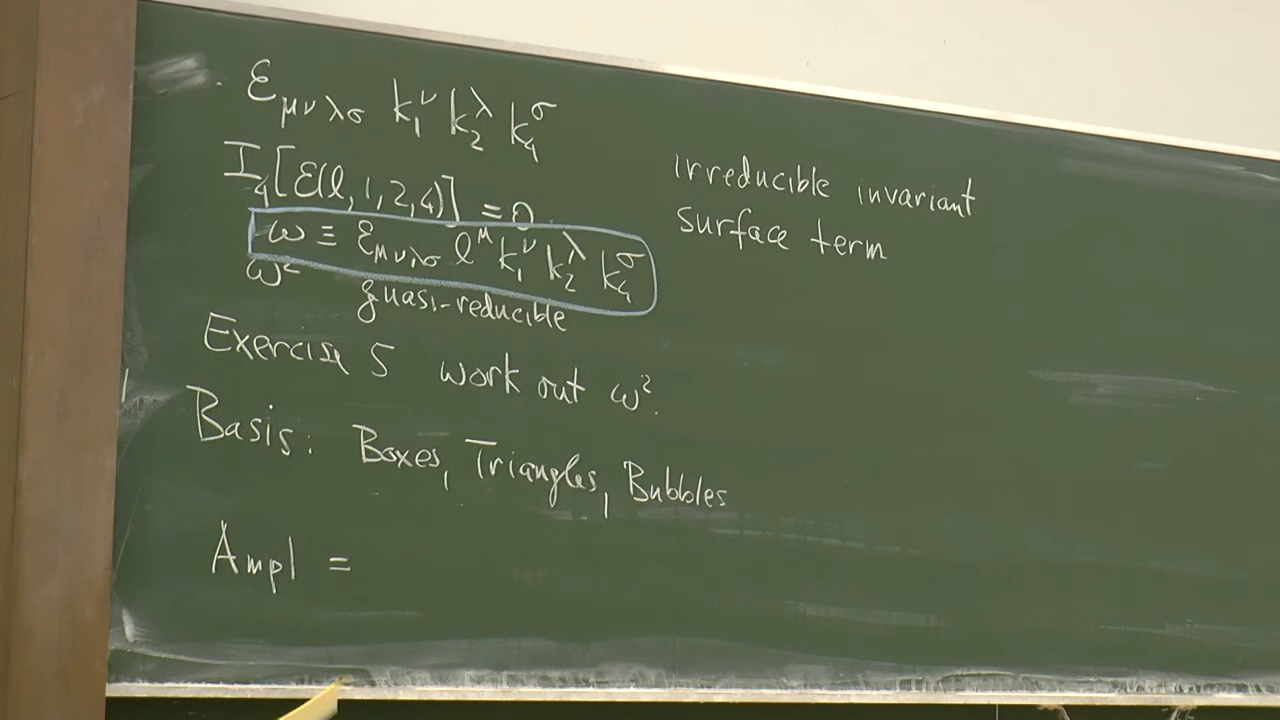 ε_{μνλσ} k_1^ν k_2^λ k_4^σ
I_4[ε(l,1,2,4)] = 0
irreducible invariant
surface term
ω ≡ ε_{μνλσ} l^μ k_1^ν k_2^λ k_4^σ
ω² quasi-reducible
Exercise 5 work out ω².
Basis: Boxes, Triangles, Bubbles
Ampl =